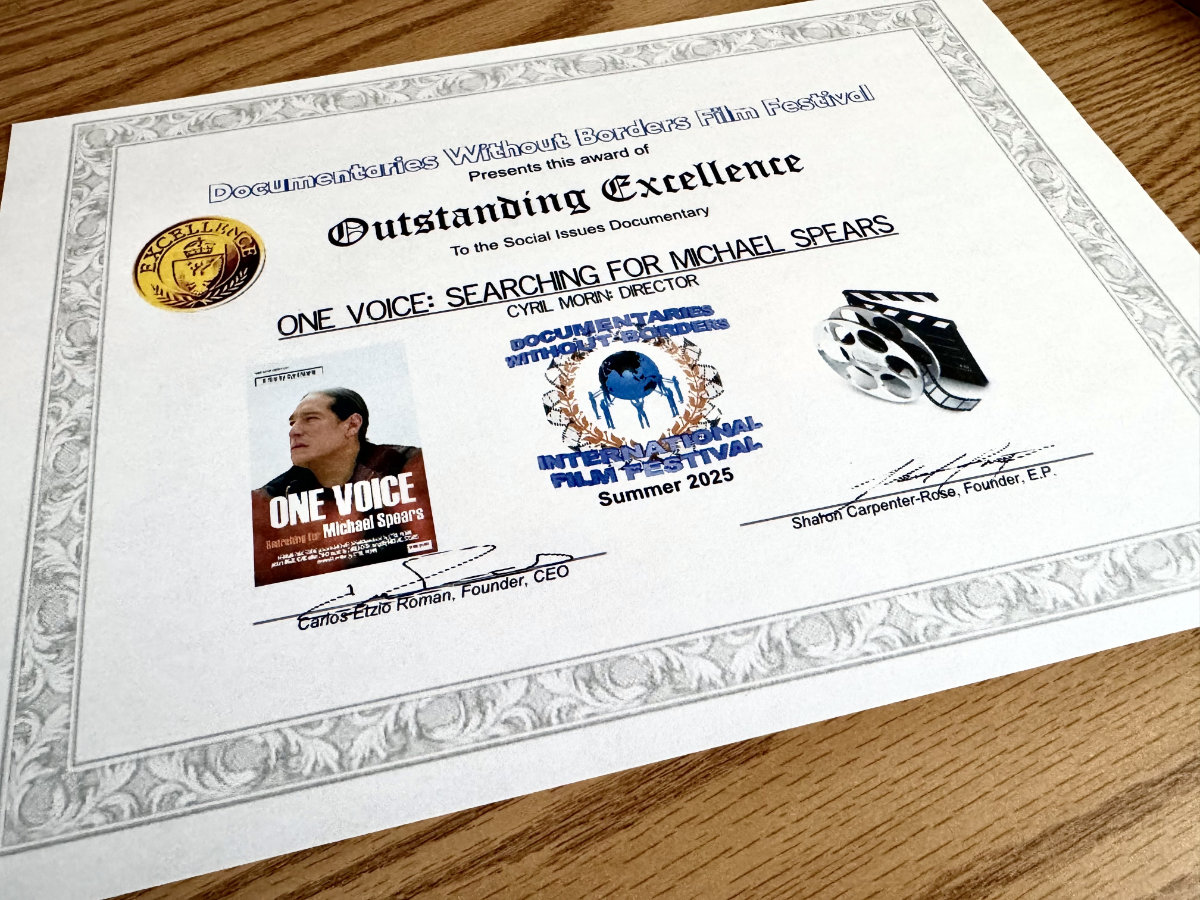 Documentaries Without Borders Film Festival
Presents this award of
Outstanding Excellence
To the Social Issues Documentary
EXCELLENCE
ONE VOICE: SEARCHING FOR MICHAEL SPEARS
CYRIL MORIN: DIRECTOR
DOCUMENTARIES
WITHOUT BORDERS
INTERNATIONAL
FILM FESTIVAL
Summer 2025
ONE VOICE
Searching for Michael Spears
Carlos Etzio Roman, Founder, CEO
Sharon Carpenter-Rose, Founder, E.P.